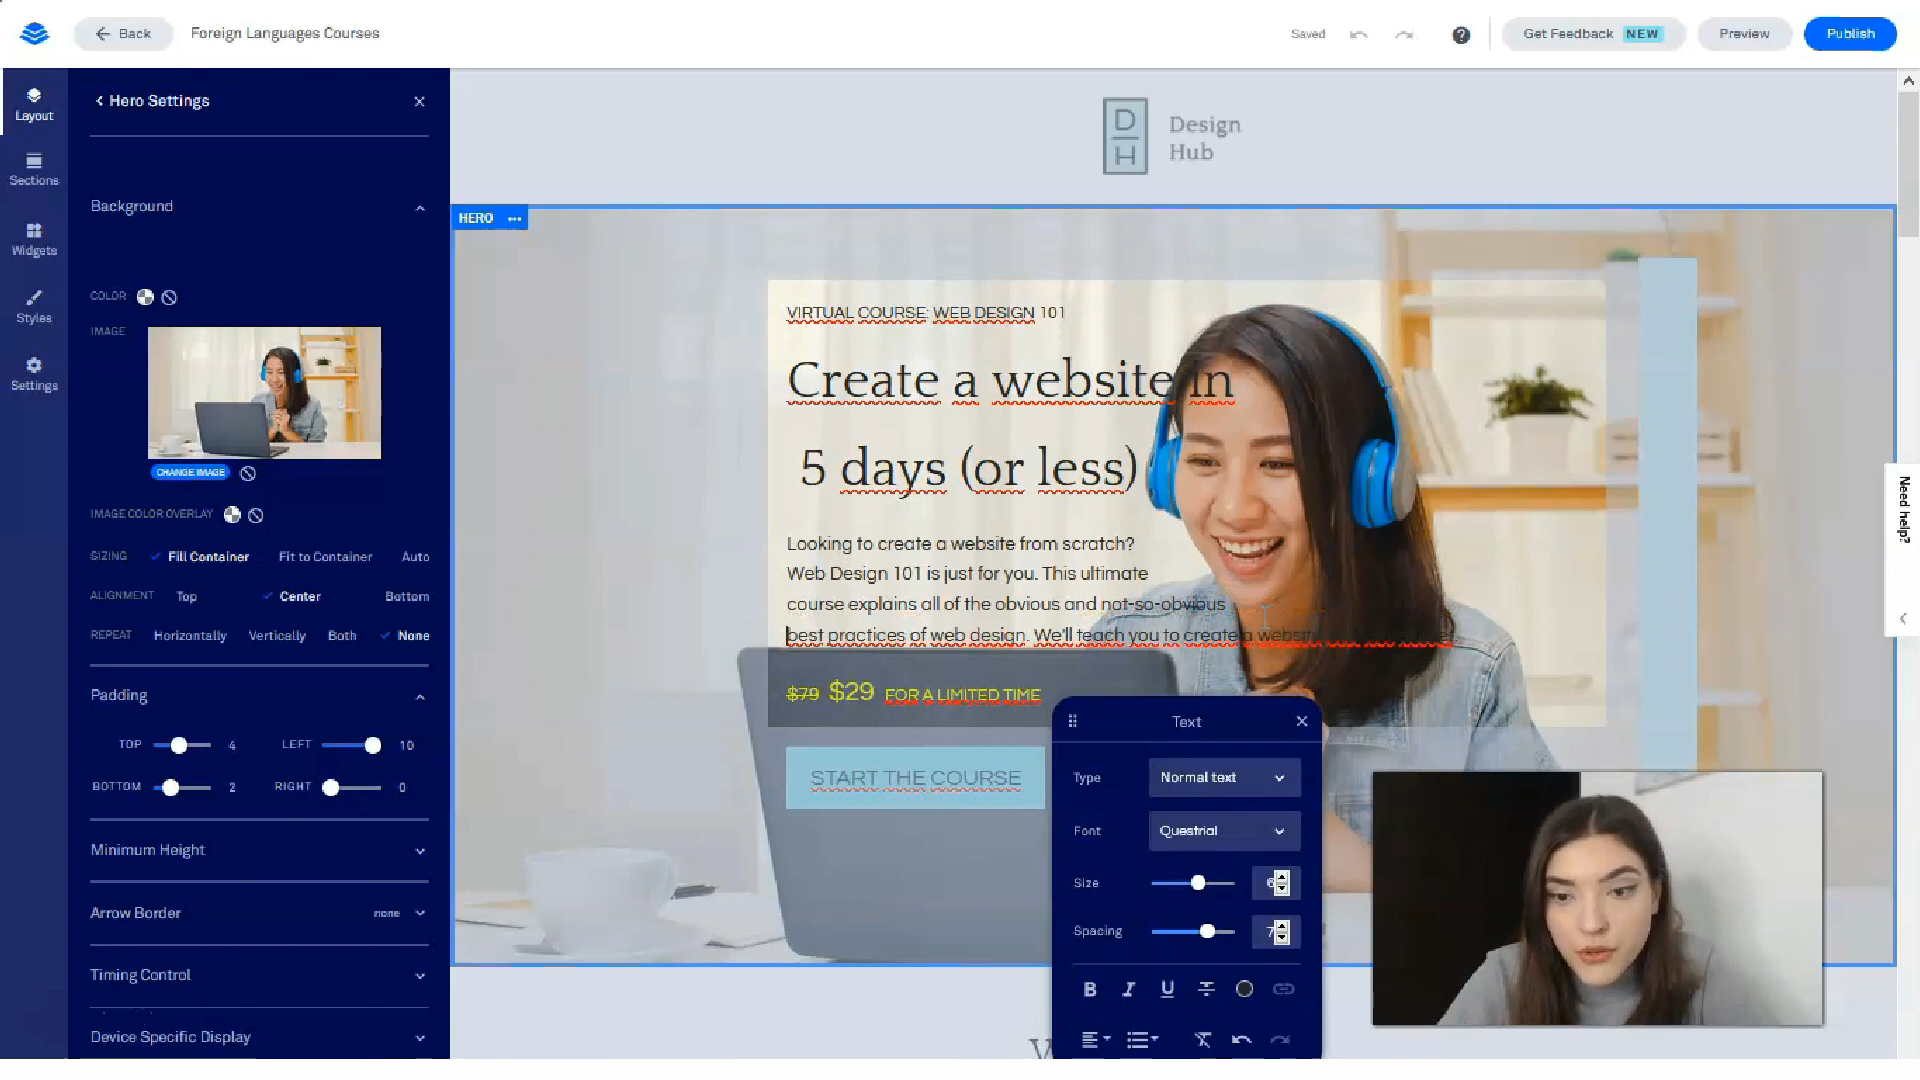 Back
Foreign Languages Courses
Saved
Get Feedback NEW
Preview
Publish
Layout
Sections
Widgets
Styles
Settings
Hero Settings
Background
COLOR
IMAGE
CHANGE IMAGE
IMAGE COLOR OVERLAY
SIZING Fill Container Fit to Container Auto
ALIGNMENT Top Center Bottom
REPEAT Horizontally Vertically Both None
Padding
TOP 4 LEFT 10
BOTTOM 2 RIGHT 0
Minimum Height
Arrow Border none
Timing Control
Device Specific Display
D
H
Design
Hub
HERO
VIRTUAL COURSE: WEB DESIGN 101
Create a website in
5 days (or less)
Looking to create a website from scratch?
Web Design 101 is just for you. This ultimate
course explains all of the obvious and not-so-obvious
best practices of web design. We'll teach you to create a
$79 $29 FOR A LIMITED TIME
START THE COURSE
Text
Type Normal text
Font Questrial
Size 6
Spacing 7
B I U
Need help?